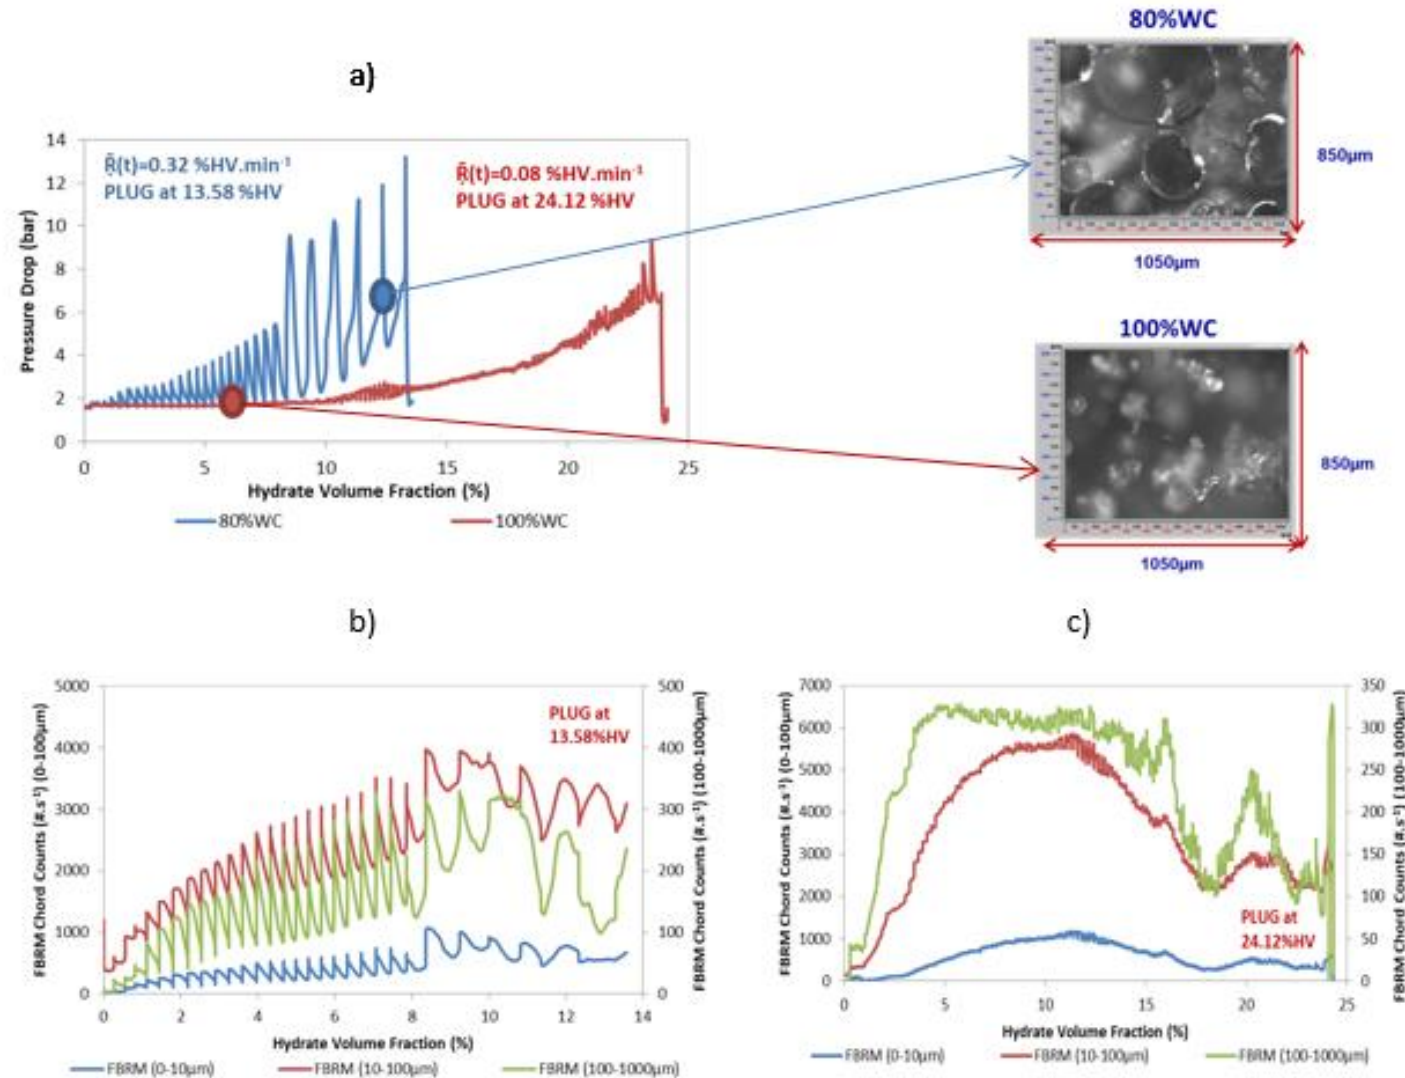 80%WC
a)
14
12
10
8
6
4
2
0
Pressure Drop (bar)
Ṝ(t)=0.32 %HV.min-1
PLUG at 13.58 %HV
Ṝ(t)=0.08 %HV.min-1
PLUG at 24.12 %HV
0 5 10 15 20 25
Hydrate Volume Fraction (%)
80%WC 100%WC
850µm
1050µm
100%WC
850µm
1050µm
b)
5000
4000
3000
2000
1000
0
FBRM Chord Counts (#.s-1) (0-100µm)
500
400
300
200
100
0
FBRM Chord Counts (#.s-1) (100-1000µm)
PLUG at
13.58%HV
0 2 4 6 8 10 12 14
Hydrate Volume Fraction (%)
FBRM (0-10µm) FBRM (10-100µm) FBRM (100-1000µm)
c)
7000
6000
5000
4000
3000
2000
1000
0
FBRM Chord Counts (#.s-1) (0-100µm)
350
300
250
200
150
100
50
0
FBRM Chord Counts (#.s-1) (100-1000µm)
PLUG at
24.12%HV
0 5 10 15 20 25
Hydrate Volume Fraction (%)
FBRM (0-10µm) FBRM (10-100µm) FBRM (100-1000µm)